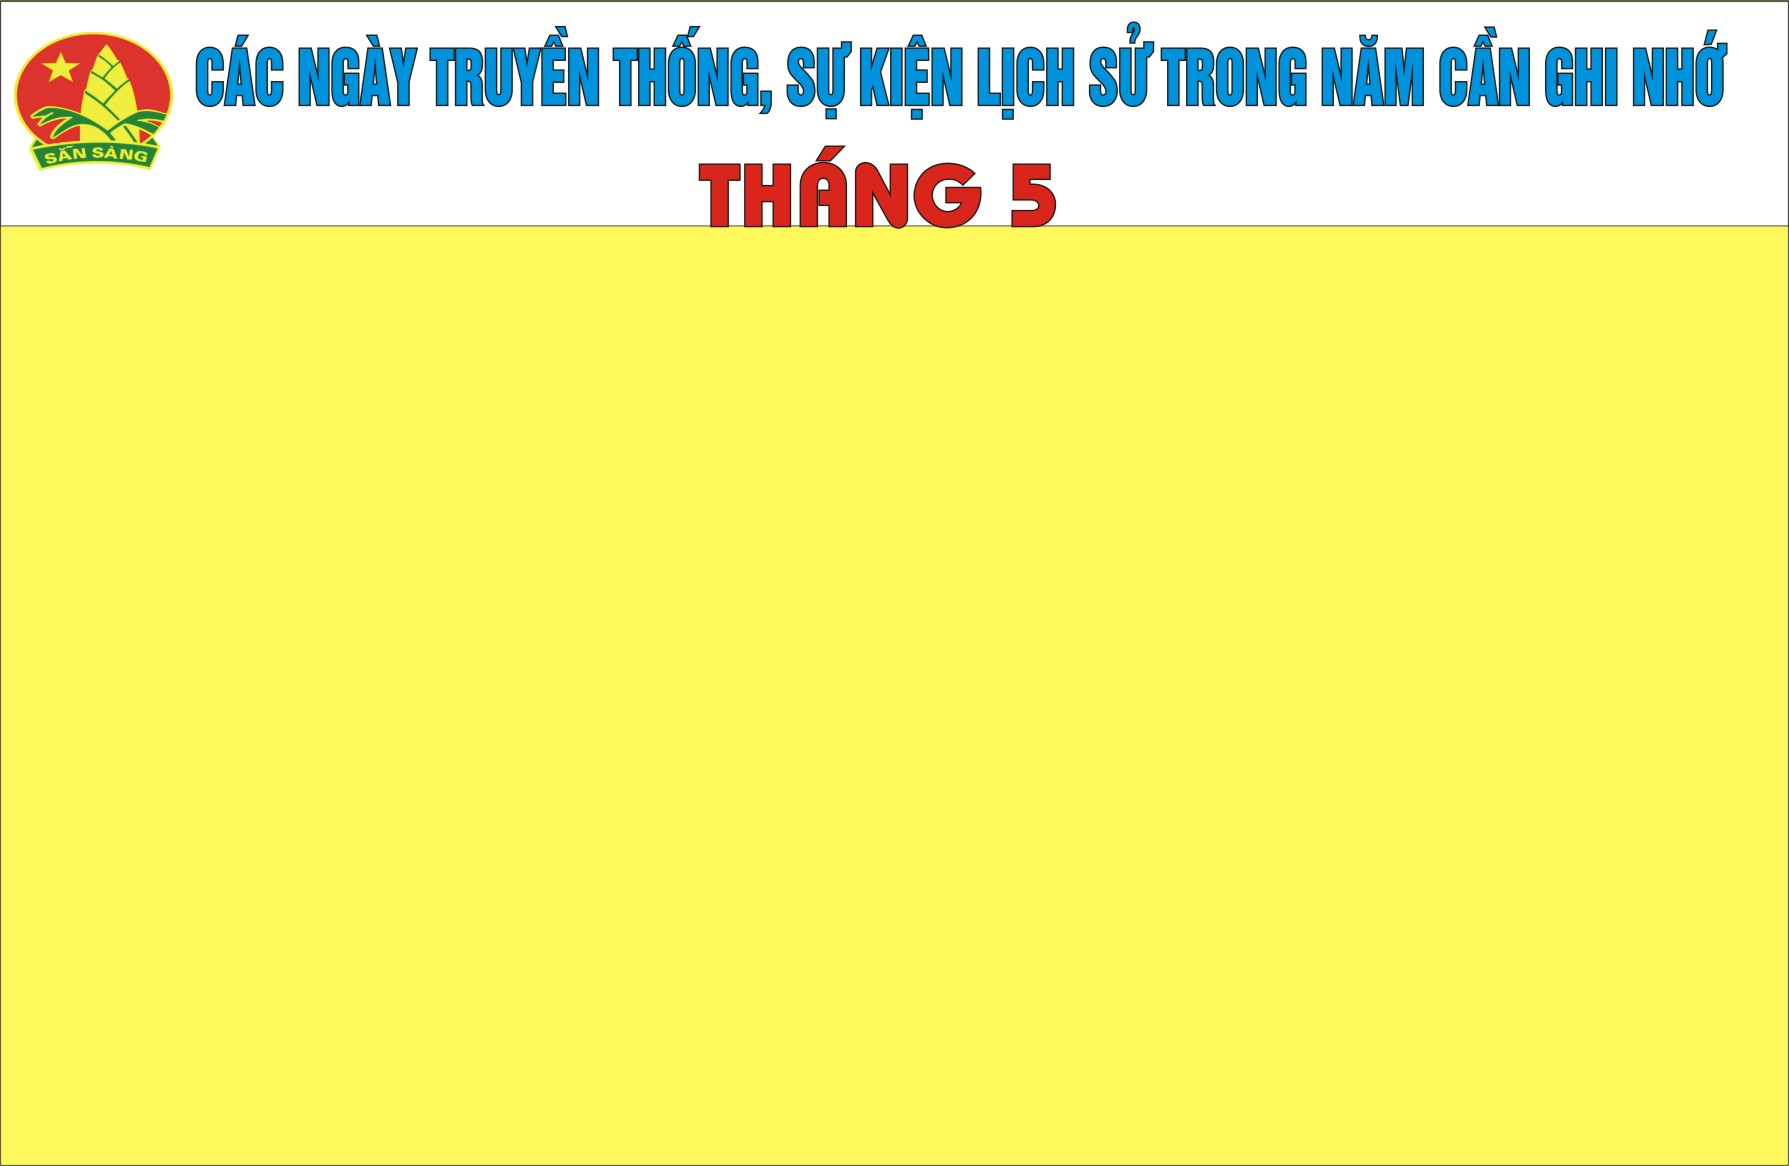 CÁC NGÀY TRUYỀN THỐNG, SỰ KIỆN LỊCH SỬ TRONG NĂM CẦN GHI NHỚ
SẴN SÀNG
THÁNG 5